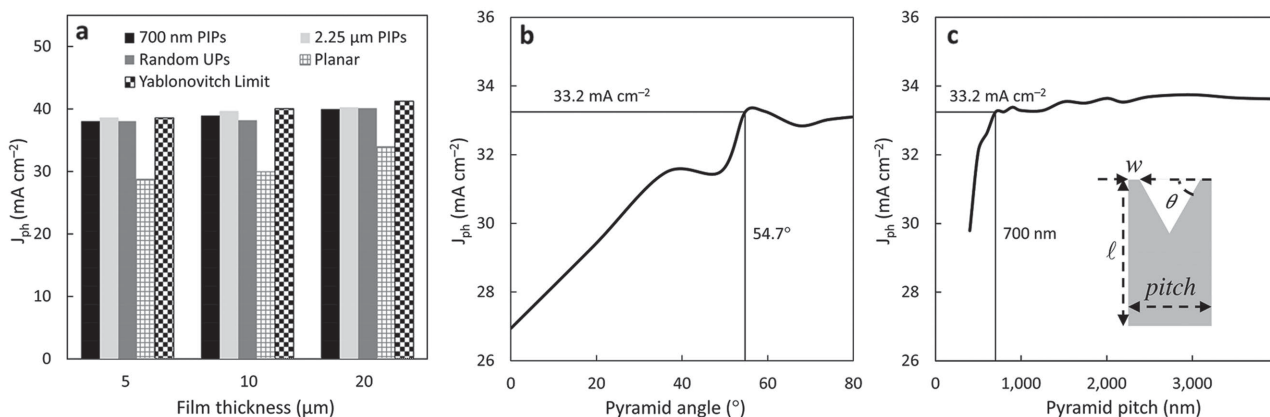 a
700 nm PIPs
2.25 μm PIPs
Random UPs
Planar
Yablonovitch Limit
J_ph (mA cm⁻²)
50
40
30
20
10
0
5
10
20
Film thickness (μm)
b
33.2 mA cm⁻²
54.7°
J_ph (mA cm⁻²)
36
34
32
30
28
26
0
20
40
60
80
Pyramid angle (°)
c
33.2 mA cm⁻²
700 nm
w
θ
ℓ
pitch
J_ph (mA cm⁻²)
36
34
32
30
28
26
0
1,000
2,000
3,000
Pyramid pitch (nm)